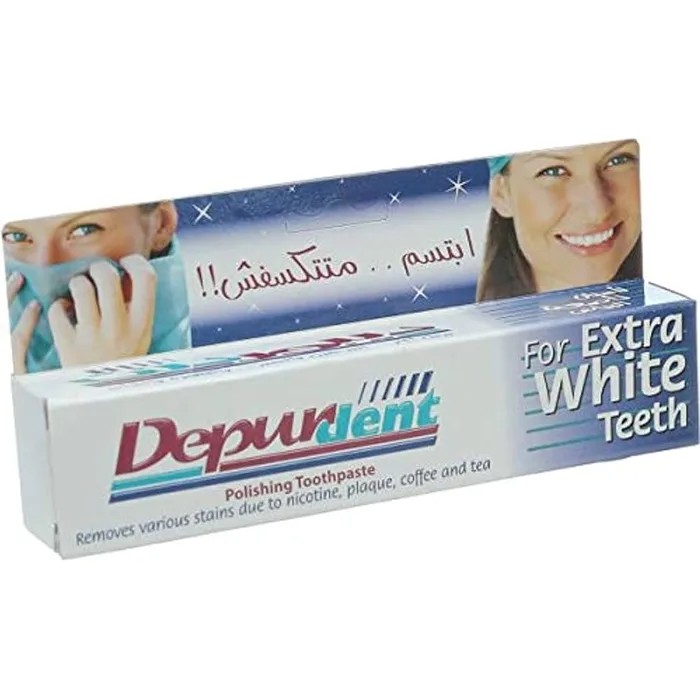 ابتسم .. متتكسفش!!
Depurdent
Polishing Toothpaste
Removes various stains due to nicotine, plaque, coffee and tea
For Extra
White
Teeth